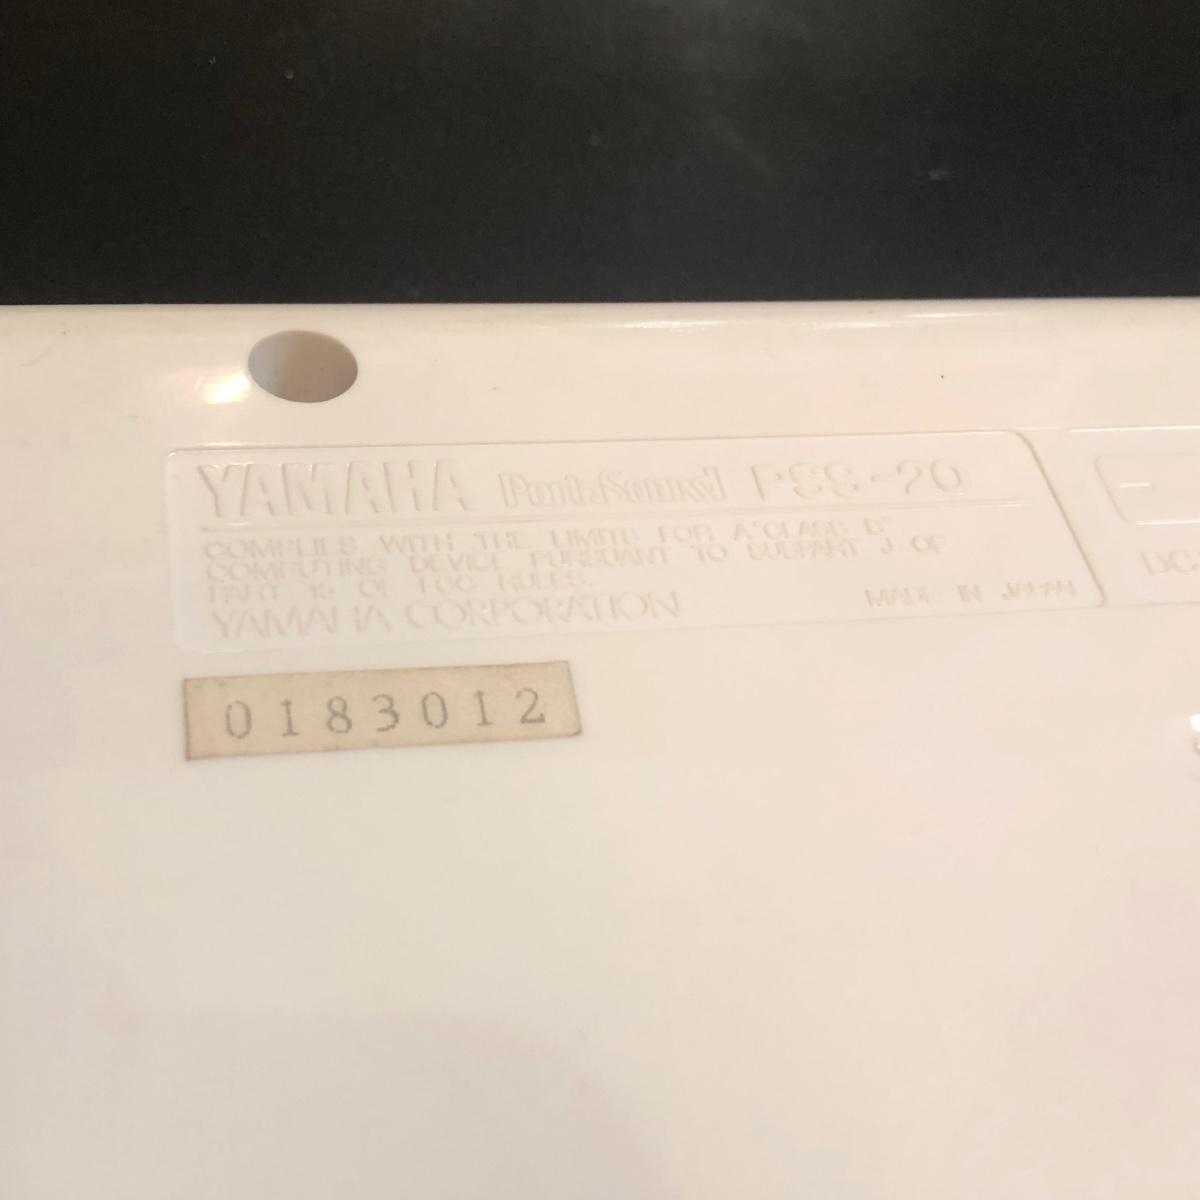 YAMAHA PortaSound PSS-20
COMPLIES WITH THE LIMITS FOR A "CLASS B"
COMPUTING DEVICE PURSUANT TO SUBPART J OF
PART 15 OF FCC RULES.
YAMAHA CORPORATION MADE IN JAPAN
DC
0183012